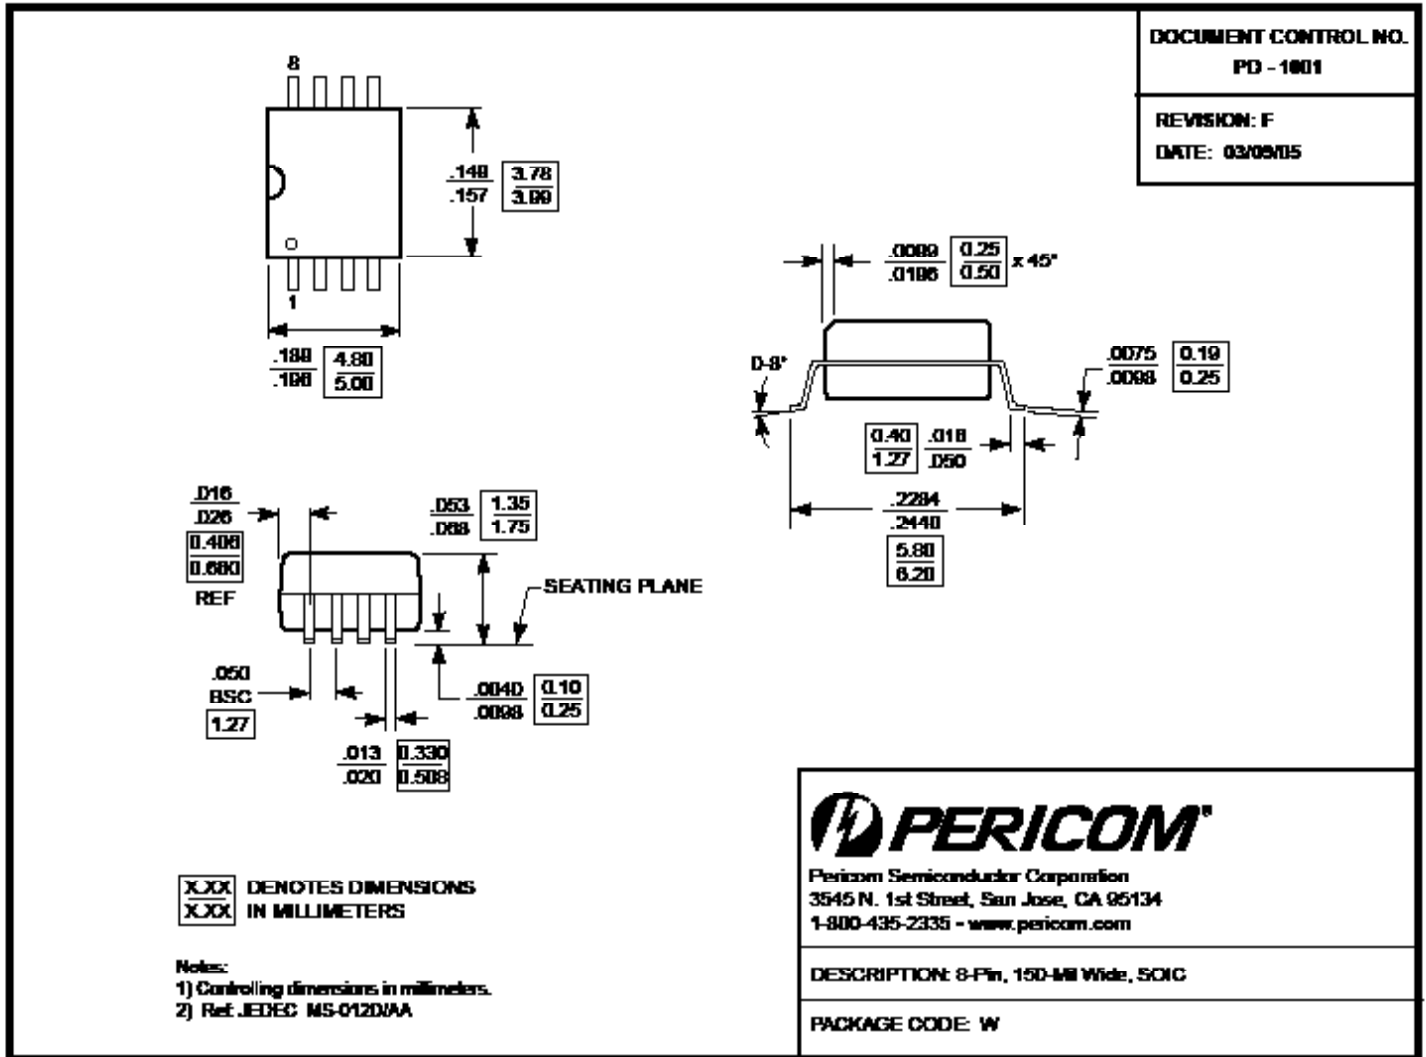 DOCUMENT CONTROL NO.
PD - 1001
REVISION: F
DATE: 03/09/05
8
.149
.157
3.78
3.99
1
.189
.196
4.80
5.00
.0099
.0196
0.25
0.50
x 45°
0-8°
.0075
.0098
0.19
0.25
0.40
1.27
.016
.050
.2284
.2440
5.80
6.20
.016
.026
0.406
0.660
REF
.053
.068
1.35
1.75
SEATING PLANE
.050
BSC
1.27
.0040
.0098
0.10
0.25
.013
.020
0.330
0.508
X.XX
X.XX
DENOTES DIMENSIONS
IN MILLIMETERS
Notes:
1) Controlling dimensions in millimeters.
2) Ref: JEDEC MS-012D/AA
PERICOM®
Pericom Semiconductor Corporation
3545 N. 1st Street, San Jose, CA 95134
1-800-435-2335 - www.pericom.com
DESCRIPTION: 8-Pin, 150-Mil Wide, SOIC
PACKAGE CODE: W